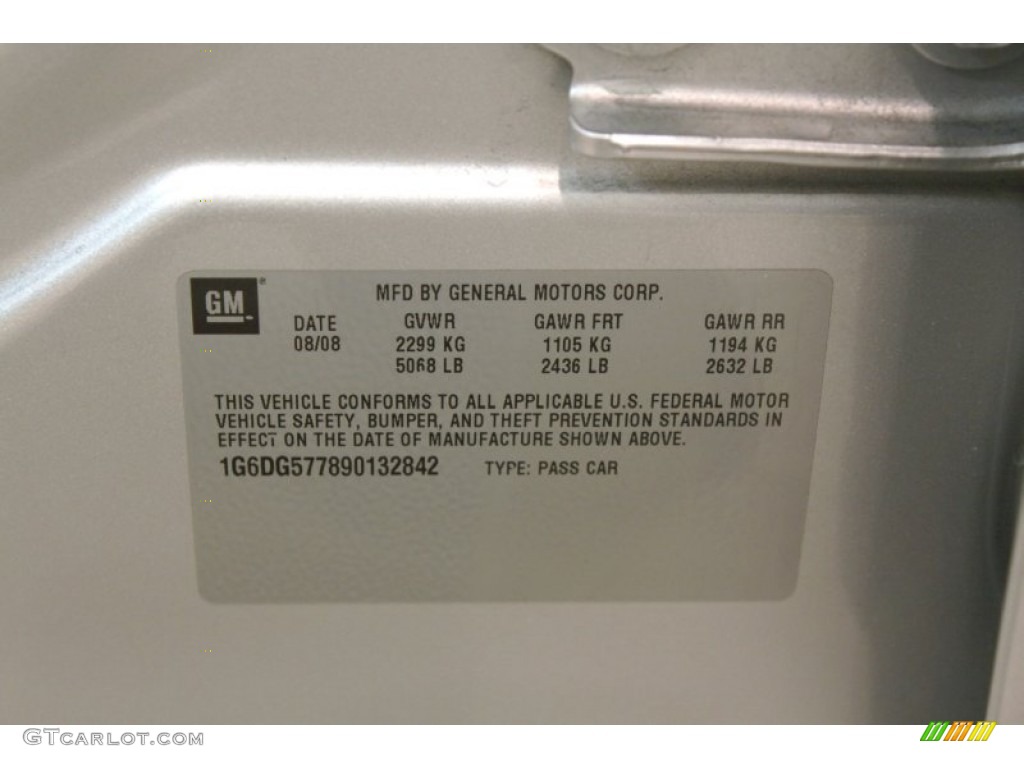 GM®
MFD BY GENERAL MOTORS CORP.
DATE GVWR GAWR FRT GAWR RR
08/08 2299 KG 1105 KG 1194 KG
5068 LB 2436 LB 2632 LB
THIS VEHICLE CONFORMS TO ALL APPLICABLE U.S. FEDERAL MOTOR
VEHICLE SAFETY, BUMPER, AND THEFT PREVENTION STANDARDS IN
EFFECT ON THE DATE OF MANUFACTURE SHOWN ABOVE.
1G6DG577890132842 TYPE: PASS CAR
GTCARLOT.COM